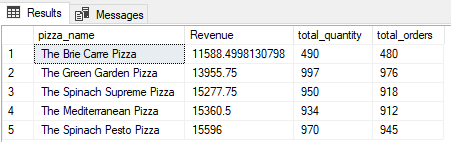 Results Messages
pizza_name Revenue total_quantity total_orders
1 The Brie Carre Pizza 11588.4998130798 490 480
2 The Green Garden Pizza 13955.75 997 976
3 The Spinach Supreme Pizza 15277.75 950 918
4 The Mediterranean Pizza 15360.5 934 912
5 The Spinach Pesto Pizza 15596 970 945